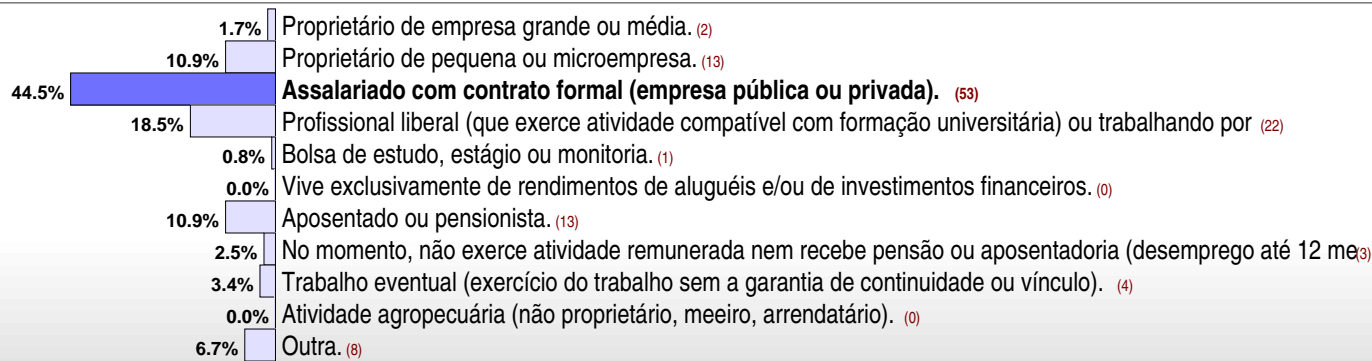 1.7% Proprietário de empresa grande ou média. (2)
10.9% Proprietário de pequena ou microempresa. (13)
44.5% Assalariado com contrato formal (empresa pública ou privada). (53)
18.5% Profissional liberal (que exerce atividade compatível com formação universitária) ou trabalhando por (22)
0.8% Bolsa de estudo, estágio ou monitoria. (1)
0.0% Vive exclusivamente de rendimentos de aluguéis e/ou de investimentos financeiros. (0)
10.9% Aposentado ou pensionista. (13)
2.5% No momento, não exerce atividade remunerada nem recebe pensão ou aposentadoria (desemprego até 12 me(3)
3.4% Trabalho eventual (exercício do trabalho sem a garantia de continuidade ou vínculo). (4)
0.0% Atividade agropecuária (não proprietário, meeiro, arrendatário). (0)
6.7% Outra. (8)